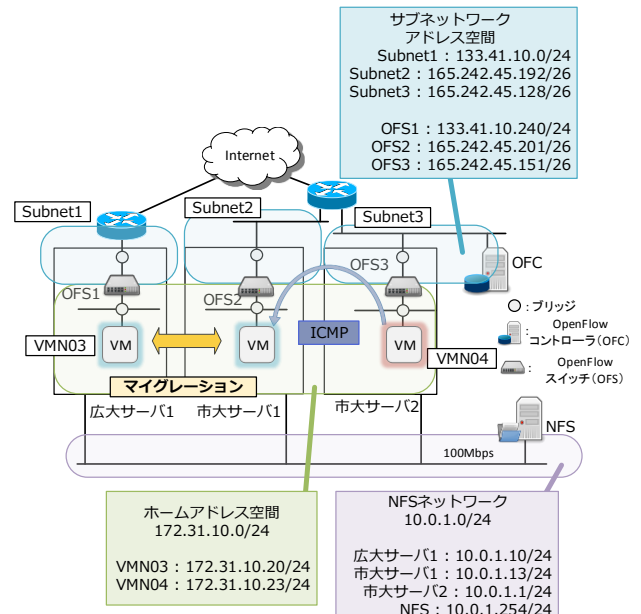 サブネットワーク
アドレス空間
Subnet1 : 133.41.10.0/24
Subnet2 : 165.242.45.192/26
Subnet3 : 165.242.45.128/26
OFS1 : 133.41.10.240/24
OFS2 : 165.242.45.201/26
OFS3 : 165.242.45.151/26
Internet
Subnet1
Subnet2
Subnet3
OFS1
OFS2
OFS3
OFC
○ : ブリッジ
: OpenFlow
コントローラ(OFC)
: OpenFlow
スイッチ(OFS)
VMN03
VM
VM
ICMP
VM
VMN04
マイグレーション
広大サーバ1
市大サーバ1
市大サーバ2
NFS
100Mbps
ホームアドレス空間
172.31.10.0/24
VMN03 : 172.31.10.20/24
VMN04 : 172.31.10.23/24
NFSネットワーク
10.0.1.0/24
広大サーバ1 : 10.0.1.10/24
市大サーバ1 : 10.0.1.13/24
市大サーバ2 : 10.0.1.1/24
NFS : 10.0.1.254/24